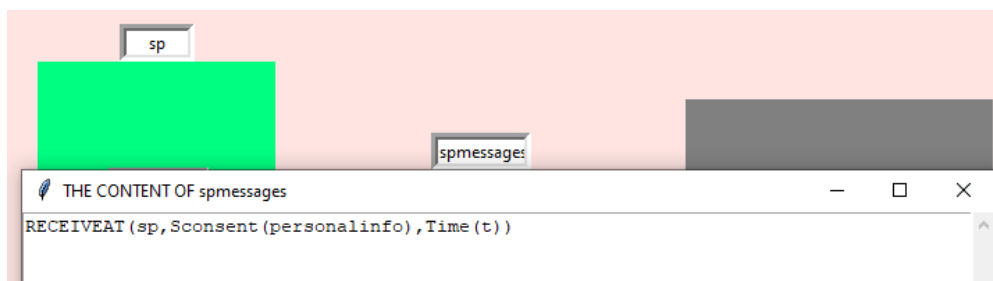 sp
spmessages
THE CONTENT OF spmessages
RECEIVEAT(sp,Sconsent(personalinfo),Time(t))